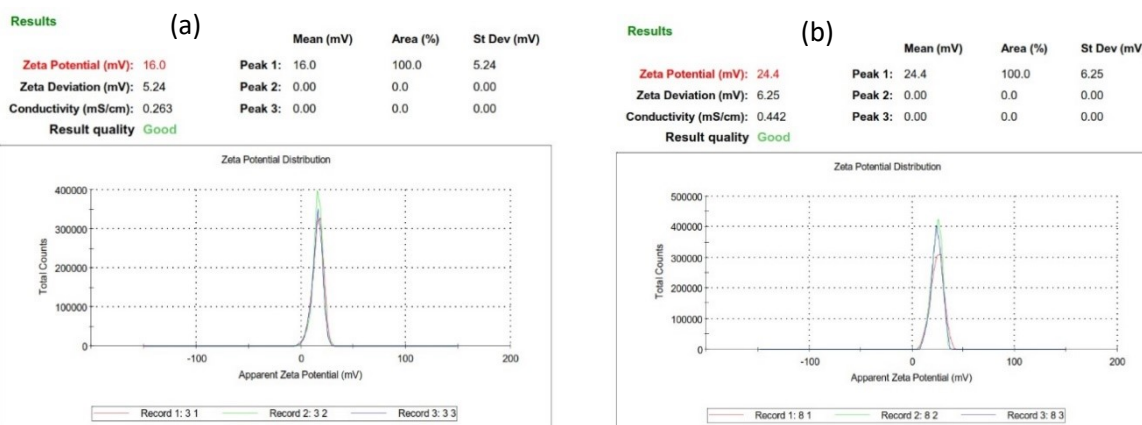 Results
(a)
Mean (mV) Area (%) St Dev (mV)
Zeta Potential (mV): 16.0 Peak 1: 16.0 100.0 5.24
Zeta Deviation (mV): 5.24 Peak 2: 0.00 0.0 0.00
Conductivity (mS/cm): 0.263 Peak 3: 0.00 0.0 0.00
Result quality Good
Zeta Potential Distribution
400000
300000
200000
100000
0
Total Counts
-100 0 100 200
Apparent Zeta Potential (mV)
Record 1: 3 1 Record 2: 3 2 Record 3: 3 3
Results
(b)
Mean (mV) Area (%) St Dev (mV)
Zeta Potential (mV): 24.4 Peak 1: 24.4 100.0 6.25
Zeta Deviation (mV): 6.25 Peak 2: 0.00 0.0 0.00
Conductivity (mS/cm): 0.442 Peak 3: 0.00 0.0 0.00
Result quality Good
Zeta Potential Distribution
500000
400000
300000
200000
100000
0
Total Counts
-100 0 100 200
Apparent Zeta Potential (mV)
Record 1: 8 1 Record 2: 8 2 Record 3: 8 3